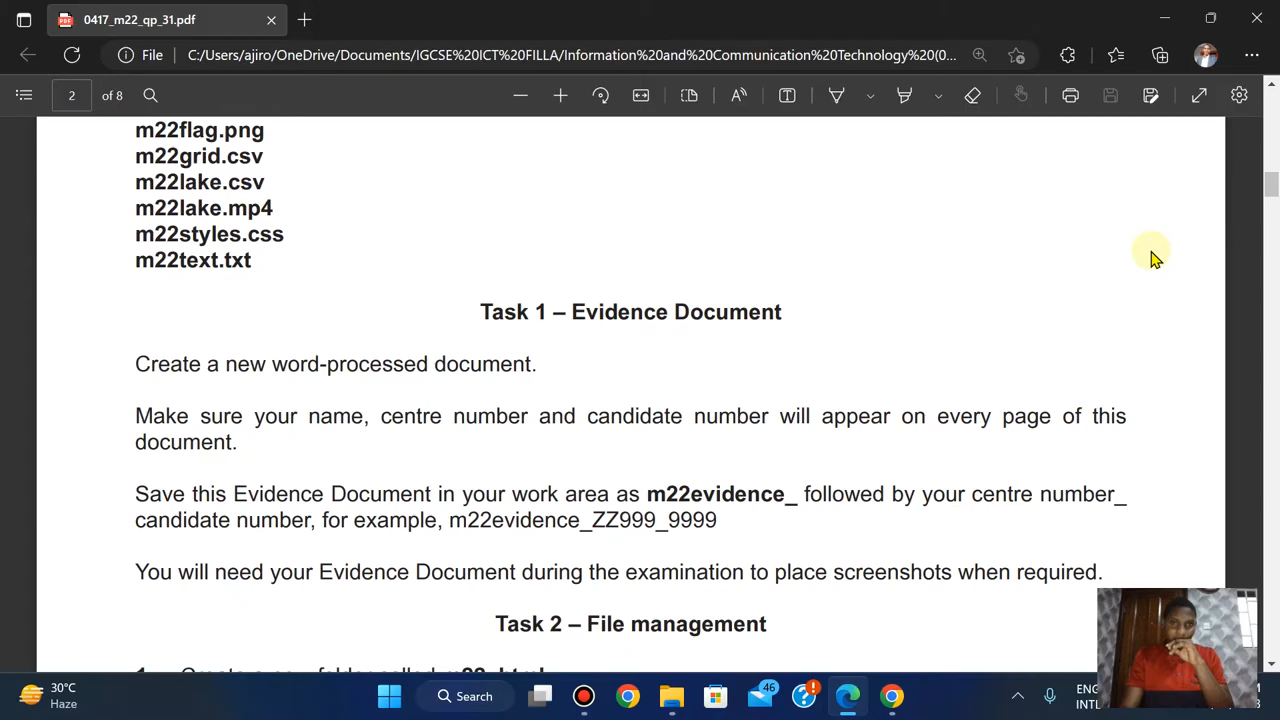 0417_m22_qp_31.pdf
File
C:/Users/ajiro/OneDrive/Documents/IGCSE%20ICT%20FILLA/Information%20and%20Communication%20Technology%20(0...
2 of 8
m22flag.png
m22grid.csv
m22lake.csv
m22lake.mp4
m22styles.css
m22text.txt
Task 1 – Evidence Document
Create a new word-processed document.
Make sure your name, centre number and candidate number will appear on every page of this
document.
Save this Evidence Document in your work area as m22evidence_ followed by your centre number_
candidate number, for example, m22evidence_ZZ999_9999
You will need your Evidence Document during the examination to place screenshots when required.
Task 2 – File management
30°C
Haze
Search
46
ENG
INTL